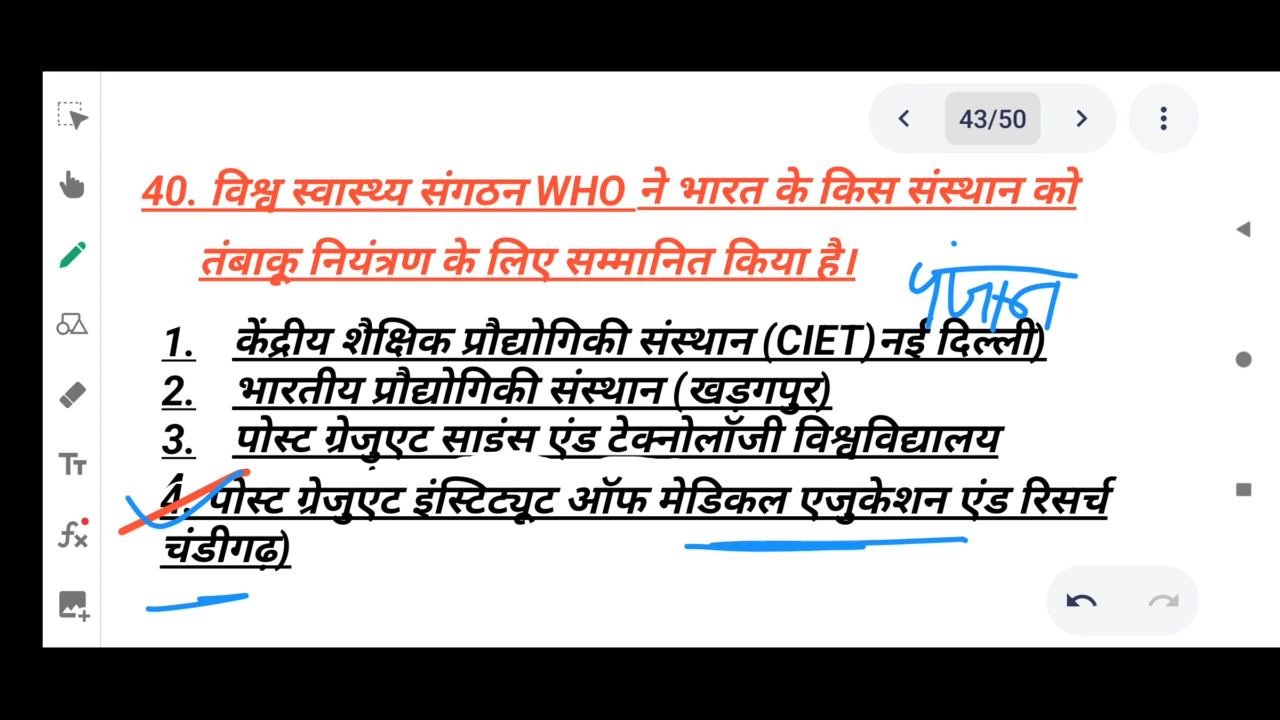 43/50
40. विश्व स्वास्थ्य संगठन WHO ने भारत के किस संस्थान को
तंबाकू नियंत्रण के लिए सम्मानित किया है।
पंजाब
1. केंद्रीय शैक्षिक प्रौद्योगिकी संस्थान (CIET) नई दिल्ली)
2. भारतीय प्रौद्योगिकी संस्थान (खड़गपुर)
3. पोस्ट ग्रेजुएट साडंस एंड टेक्नोलॉजी विश्वविद्यालय
4. पोस्ट ग्रेजुएट इंस्टिट्यूट ऑफ मेडिकल एजुकेशन एंड रिसर्च
चंडीगढ़)